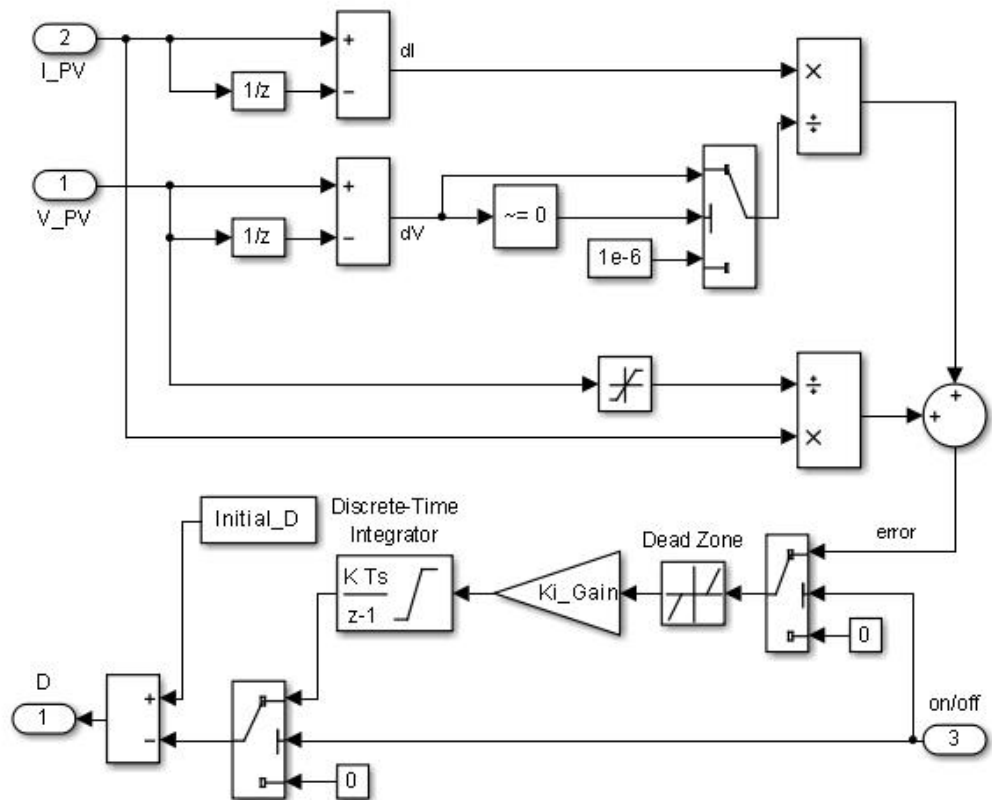 2
I_PV
+
−
1/z
dI
×
÷
1
V_PV
+
−
1/z
dV
~= 0
1e-6
÷
×
+
+
Initial_D
Discrete-Time
Integrator
K Ts
z-1
Ki_Gain
Dead Zone
error
0
D
1
+
−
0
on/off
3